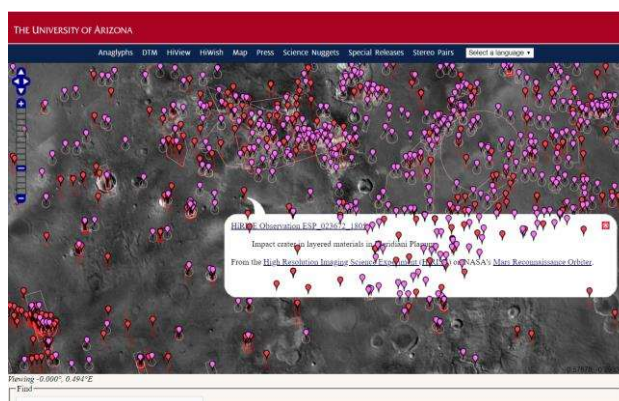 THE UNIVERSITY OF ARIZONA
Anaglyphs DTM HiView HiWish Map Press Science Nuggets Special Releases Stereo Pairs Select a language
HiRISE Observation ESP_023672_180
Impact crater in layered materials in Meridiani Planum
From the High Resolution Imaging Science Experiment (HiRISE) on NASA's Mars Reconnaissance Orbiter.
Viewing -0.000°, 0.494°E
Find